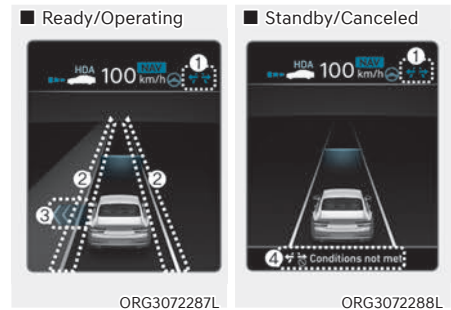 ■ Ready/Operating
① HDA 100 km/h NAV
② ②
③
ORG3072287L
■ Standby/Canceled
① HDA 100 km/h NAV
④ Conditions not met
ORG3072288L